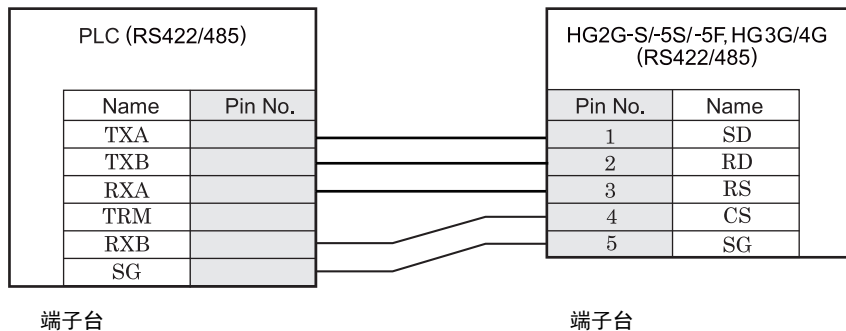 PLC (RS422/485)
Name Pin No.
TXA
TXB
RXA
TRM
RXB
SG
端子台
HG2G-S/-5S/-5F, HG3G/4G
(RS422/485)
Pin No. Name
1 SD
2 RD
3 RS
4 CS
5 SG
端子台